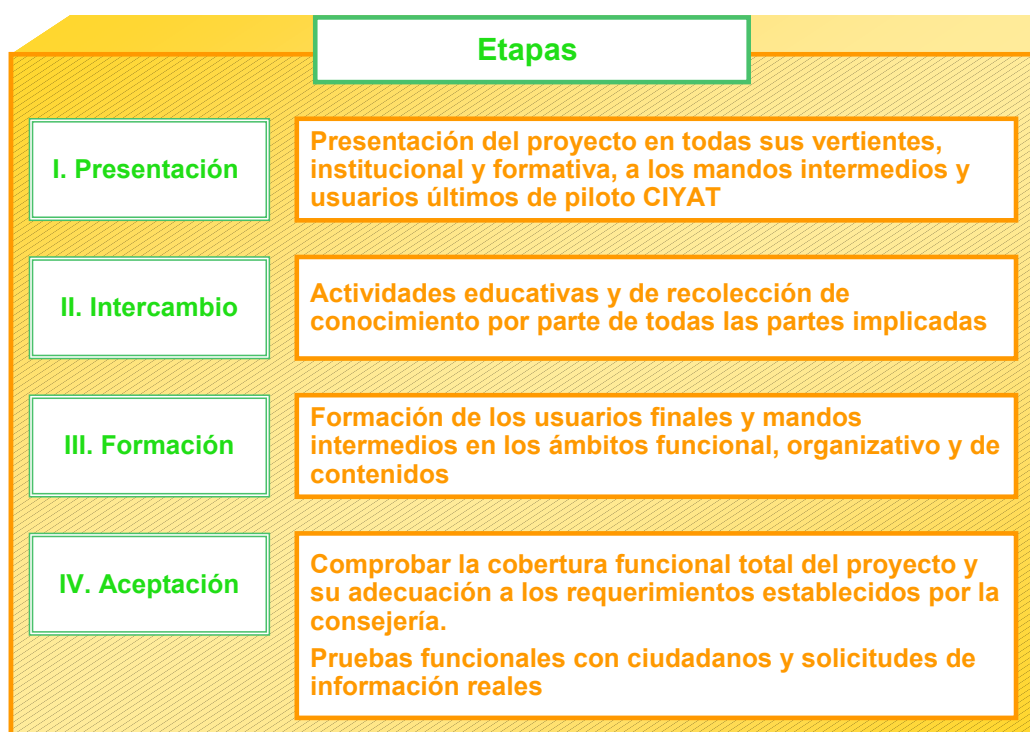 Etapas
I. Presentación
Presentación del proyecto en todas sus vertientes,
institucional y formativa, a los mandos intermedios y
usuarios últimos de piloto CIYAT
II. Intercambio
Actividades educativas y de recolección de
conocimiento por parte de todas las partes implicadas
III. Formación
Formación de los usuarios finales y mandos
intermedios en los ámbitos funcional, organizativo y de
contenidos
IV. Aceptación
Comprobar la cobertura funcional total del proyecto y
su adecuación a los requerimientos establecidos por la
consejería.
Pruebas funcionales con ciudadanos y solicitudes de
información reales